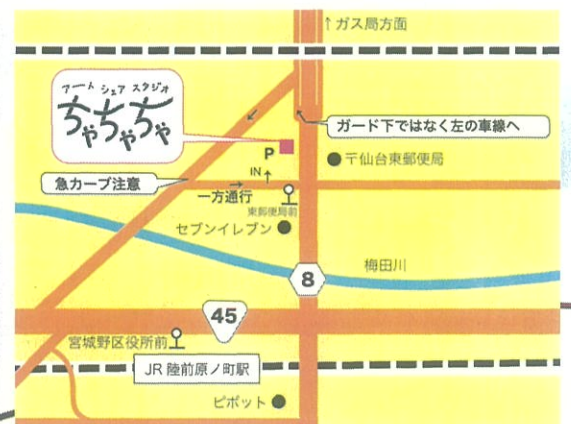 ↑ガス局方面
アート シェア スタジオ
ちゃちゃちゃ
ガード下ではなく左の車線へ
P
〒仙台東郵便局
IN↑
急カーブ注意
→
一方通行
東郵便局前
セブンイレブン
梅田川
8
45
宮城野区役所前
JR 陸前原ノ町駅
ピボット